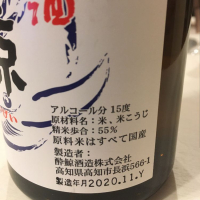 酒
アルコール分 15度
原材料名：米、米こうじ
精米歩合：55%
原料米はすべて国産
製造者：
酔鯨酒造株式会社
高知県高知市長浜566-1
製造年月2020.11.Y